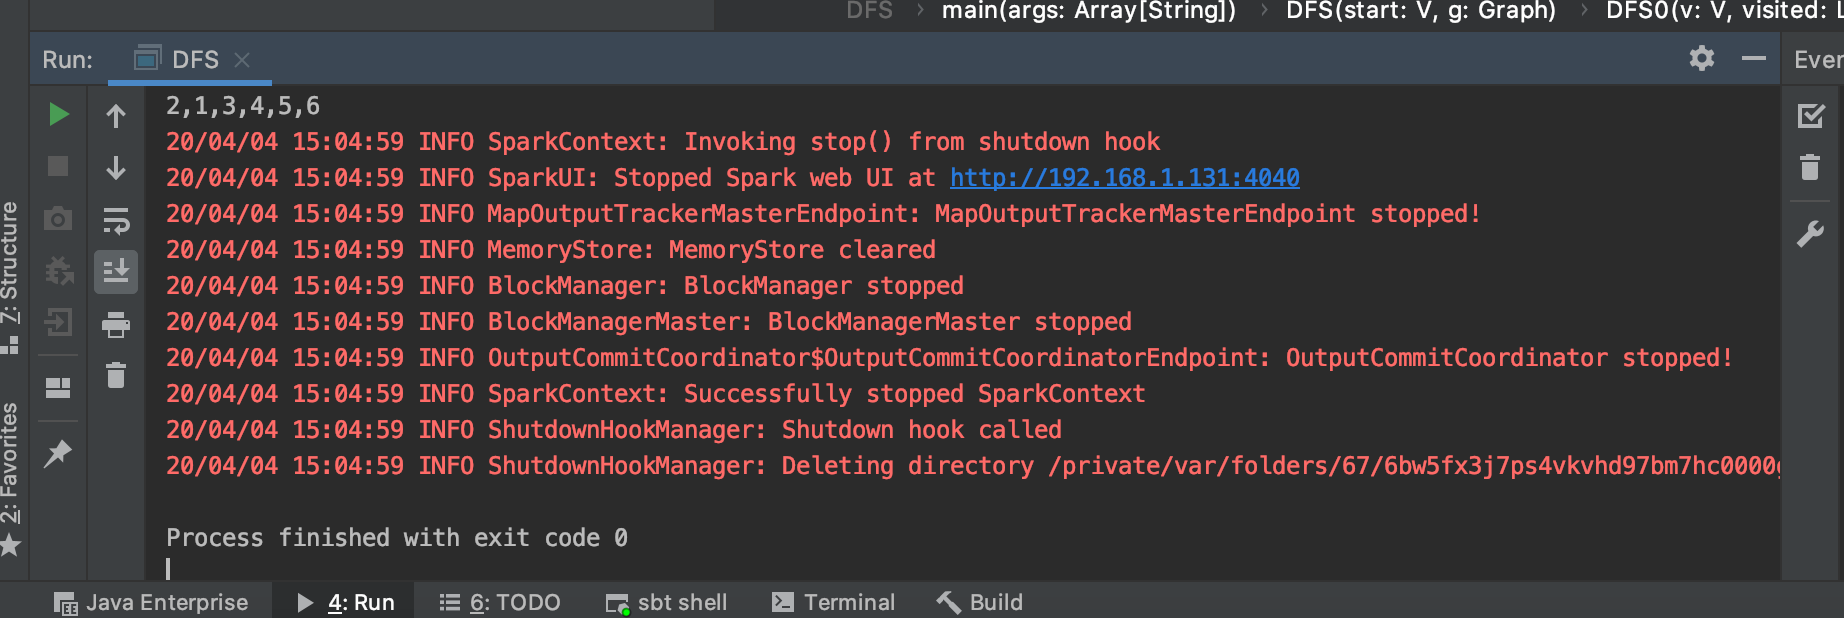 DFS > main(args: Array[String]) > DFS(start: V, g: Graph) > DFS0(v: V, visited:
Run: DFS
2,1,3,4,5,6
20/04/04 15:04:59 INFO SparkContext: Invoking stop() from shutdown hook
20/04/04 15:04:59 INFO SparkUI: Stopped Spark web UI at http://192.168.1.131:4040
20/04/04 15:04:59 INFO MapOutputTrackerMasterEndpoint: MapOutputTrackerMasterEndpoint stopped!
20/04/04 15:04:59 INFO MemoryStore: MemoryStore cleared
20/04/04 15:04:59 INFO BlockManager: BlockManager stopped
20/04/04 15:04:59 INFO BlockManagerMaster: BlockManagerMaster stopped
20/04/04 15:04:59 INFO OutputCommitCoordinator$OutputCommitCoordinatorEndpoint: OutputCommitCoordinator stopped!
20/04/04 15:04:59 INFO SparkContext: Successfully stopped SparkContext
20/04/04 15:04:59 INFO ShutdownHookManager: Shutdown hook called
20/04/04 15:04:59 INFO ShutdownHookManager: Deleting directory /private/var/folders/67/6bw5fx3j7ps4vkvhd97bm7hc0000g
Process finished with exit code 0
7: Structure
2: Favorites
Java Enterprise 4: Run 6: TODO sbt shell Terminal Build